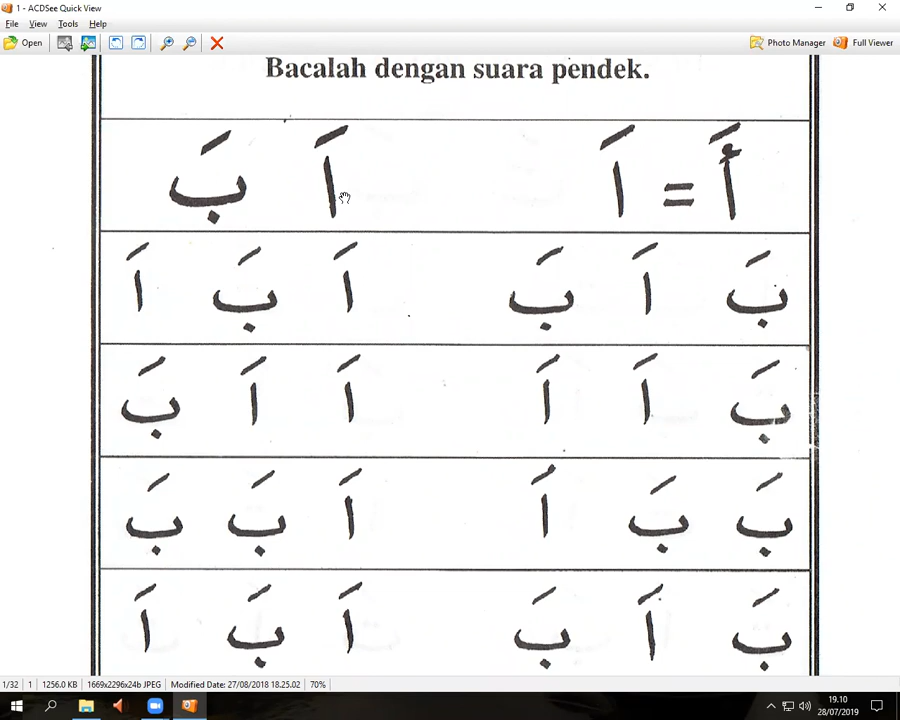 1 - ACDSee Quick View
File View Tools Help
Open Photo Manager Full Viewer
Bacalah dengan suara pendek.
أَ = اَ اَ بَ
بَ اَ بَ اَ بَ اَ
بَ اَ اَ اَ اَ بَ
بَ بَ اَ اَ بَ بَ
بَ اَ بَ اَ بَ اَ
1/32 1 1256.0 KB 1669x2296x24b JPEG Modified Date: 27/08/2018 18.25.02 70%
19.10
28/07/2019